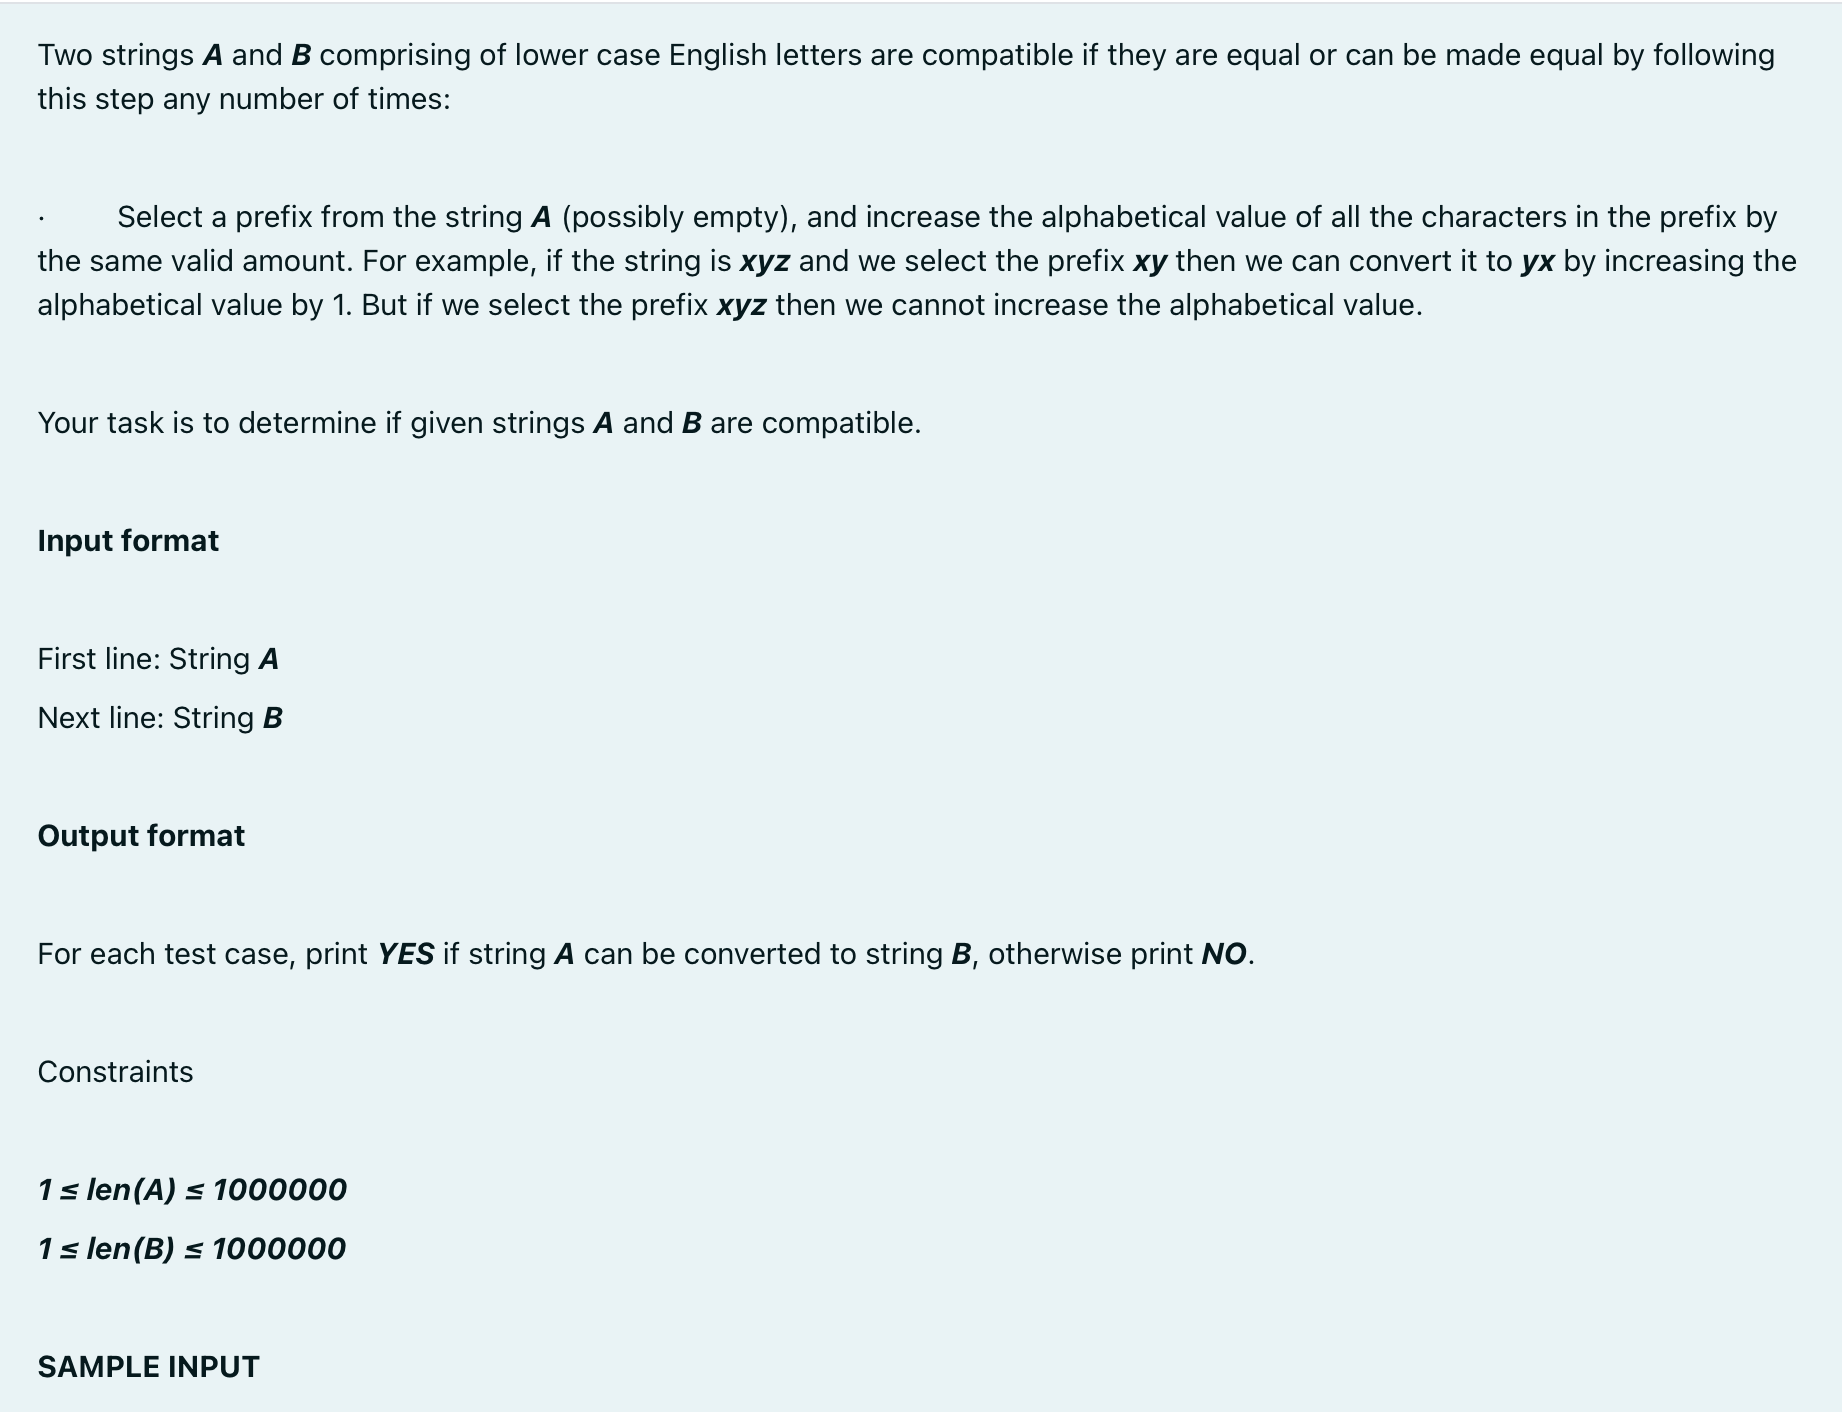 Two strings A and B comprising of lower case English letters are compatible if they are equal or can be made equal by following
this step any number of times:
· Select a prefix from the string A (possibly empty), and increase the alphabetical value of all the characters in the prefix by
the same valid amount. For example, if the string is xyz and we select the prefix xy then we can convert it to yx by increasing the
alphabetical value by 1. But if we select the prefix xyz then we cannot increase the alphabetical value.
Your task is to determine if given strings A and B are compatible.
Input format
First line: String A
Next line: String B
Output format
For each test case, print YES if string A can be converted to string B, otherwise print NO.
Constraints
1 ≤ len(A) ≤ 1000000
1 ≤ len(B) ≤ 1000000
SAMPLE INPUT